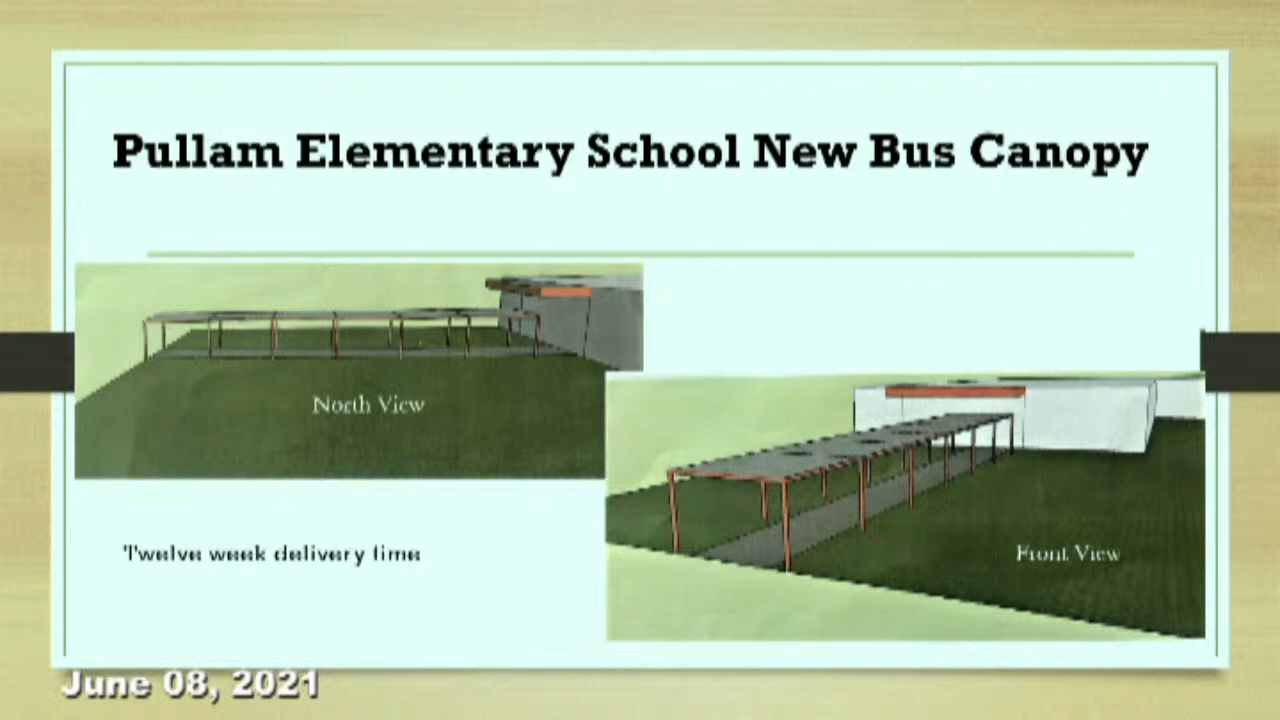 Pullam Elementary School New Bus Canopy
North View
Front View
Twelve week delivery time
June 08, 2021